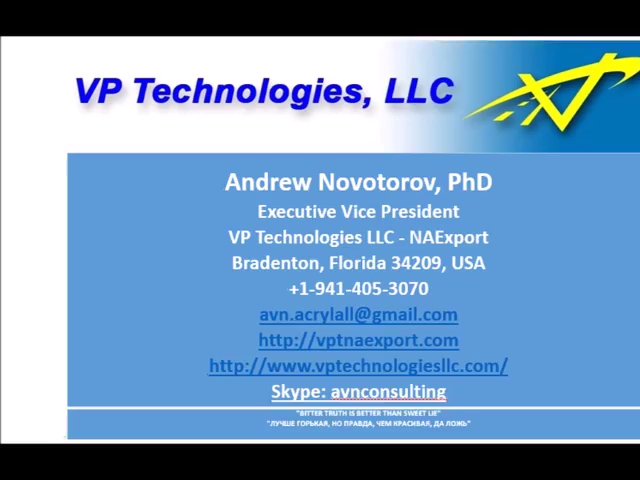 VP Technologies, LLC
Andrew Novotorov, PhD
Executive Vice President
VP Technologies LLC - NAExport
Bradenton, Florida 34209, USA
+1-941-405-3070
avn.acrylall@gmail.com
http://vptnaexport.com
http://www.vptechnologiesllc.com/
Skype: avnconsulting
"BITTER TRUTH IS BETTER THAN SWEET LIE"
"ЛУЧШЕ ГОРЬКАЯ, НО ПРАВДА, ЧЕМ КРАСИВАЯ, ДА ЛОЖЬ"